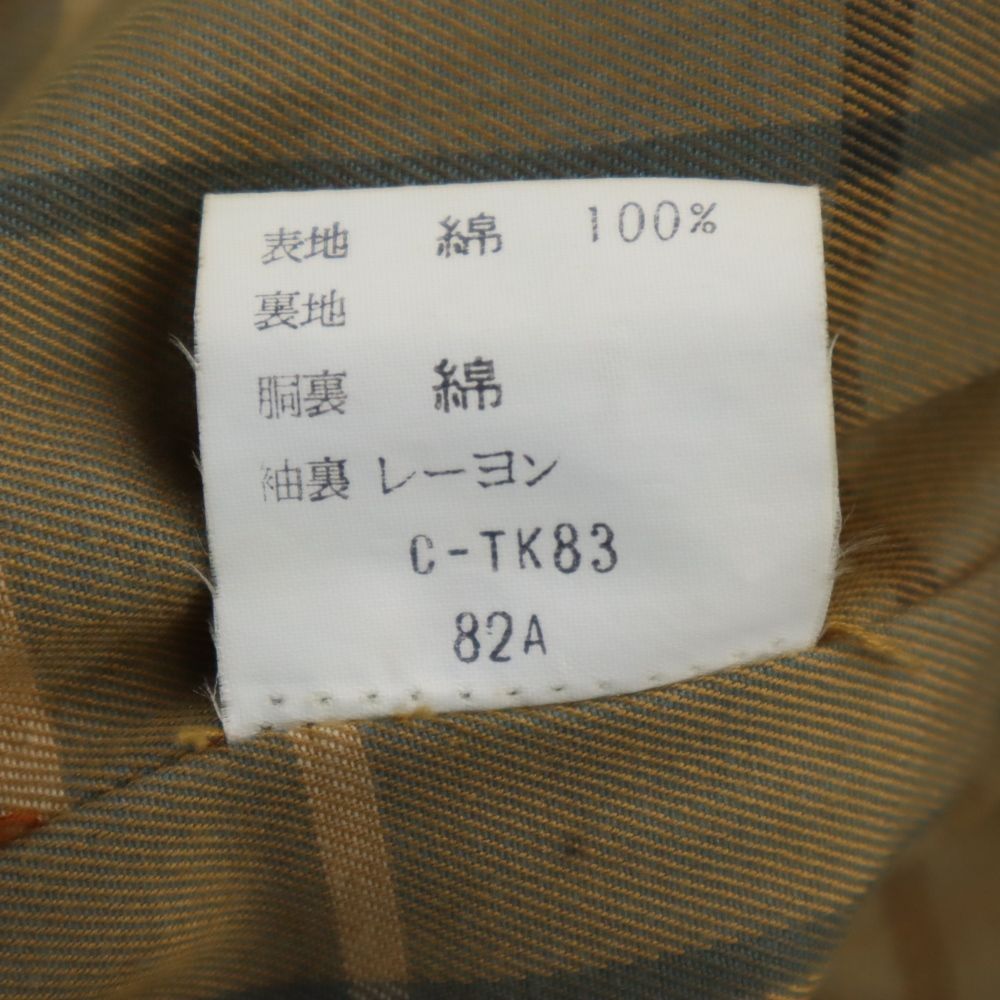 表地 綿 100%
裏地
胴裏 綿
袖裏 レーヨン
C-TK83
82A